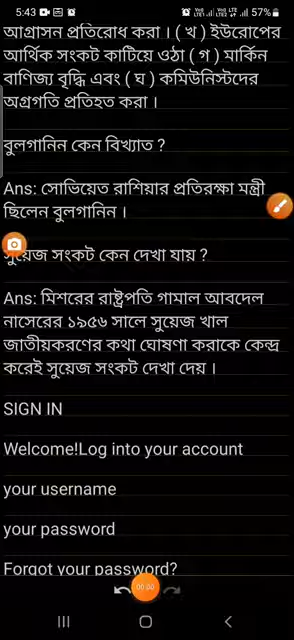 5:43 57%
আগ্রাসন প্রতিরোধ করা । ( খ ) ইউরোপের
আর্থিক সংকট কাটিয়ে ওঠা ( গ ) মার্কিন
বাণিজ্য বৃদ্ধি এবং ( ঘ ) কমিউনিস্টদের
অগ্রগতি প্রতিহত করা ।
বুলগানিন কেন বিখ্যাত ?
Ans: সোভিয়েত রাশিয়ার প্রতিরক্ষা মন্ত্রী
ছিলেন বুলগানিন ।
সুয়েজ সংকট কেন দেখা যায় ?
Ans: মিশরের রাষ্ট্রপতি গামাল আবদেল
নাসেরের ১৯৫৬ সালে সুয়েজ খাল
জাতীয়করণের কথা ঘোষণা করাকে কেন্দ্র
করেই সুয়েজ সংকট দেখা দেয় ।
SIGN IN
Welcome!Log into your account
your username
your password
Forgot your password?
00:00